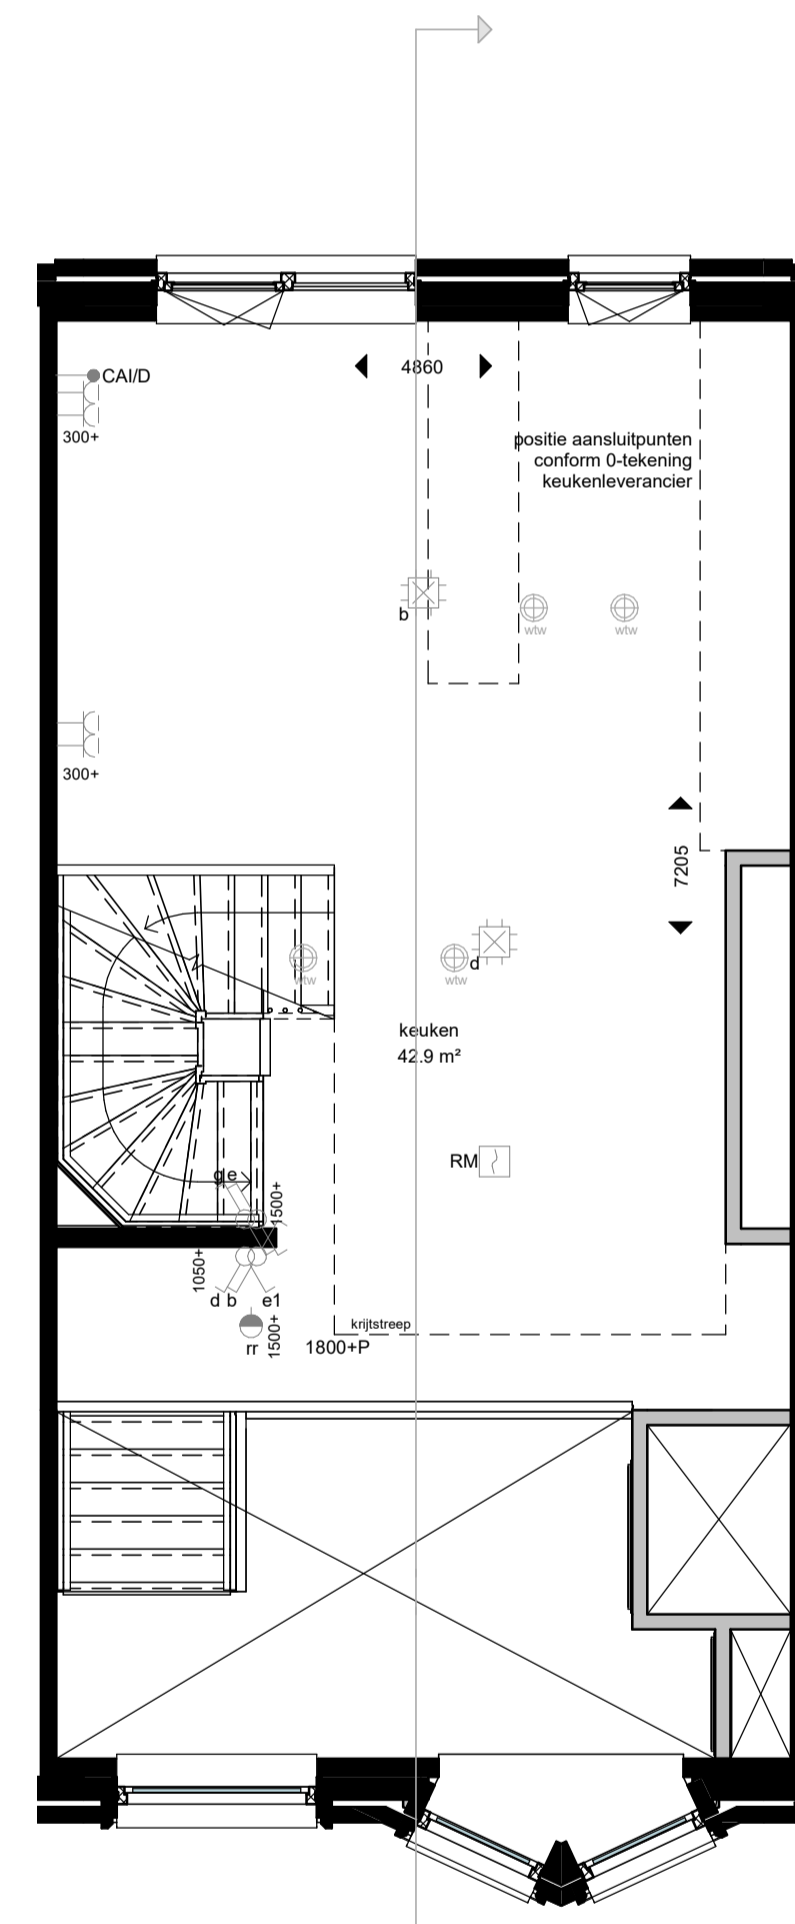 4860
CAI/D
300+
positie aansluitpunten
conform 0-tekening
keukenleverancier
b
wtw
wtw
300+
7205
wtw
wtw
d
keuken
42.9 m²
RM
g e
1500+
1050+
d b
e1
1500+
rr
krijtstreep
1800+P